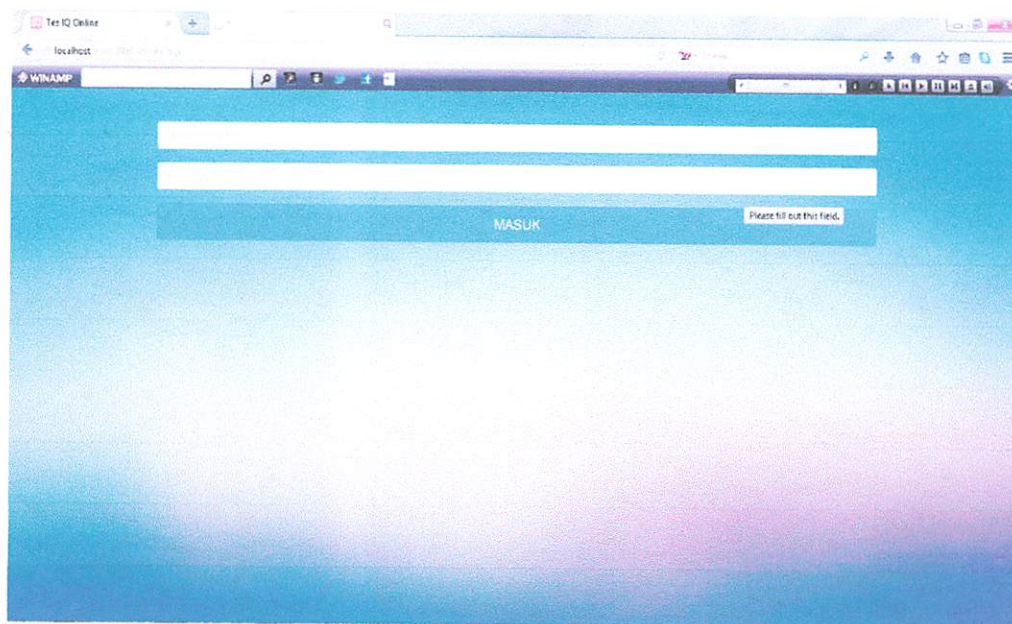 Tes IQ Online
localhost
WINAMP
Please fill out this field.
MASUK